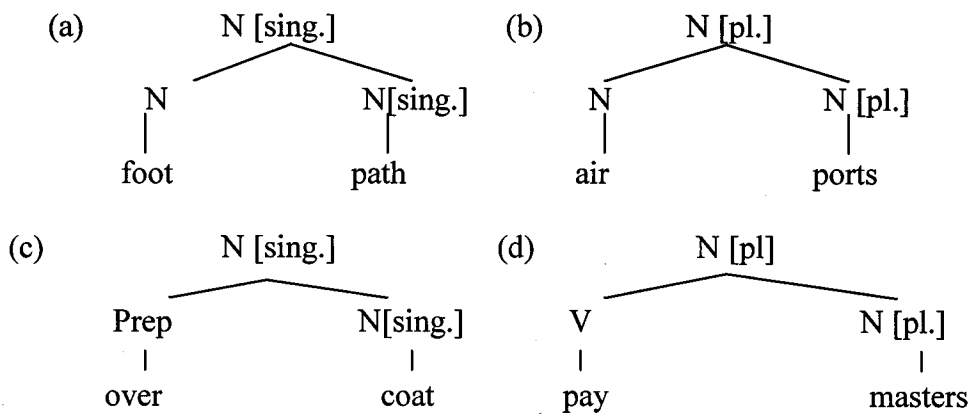 (a) N [sing.] (b) N [pl.]
N N[sing.] N N [pl.]
foot path air ports
(c) N [sing.] (d) N [pl]
Prep N[sing.] V N [pl.]
over coat pay masters